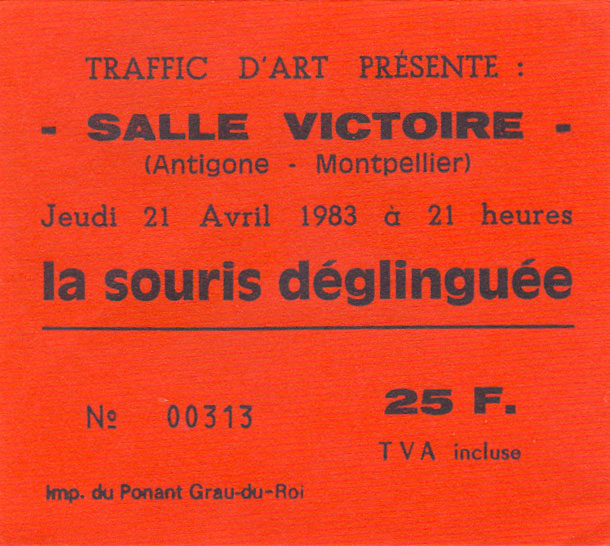 TRAFFIC D'ART PRÉSENTE :
- SALLE VICTOIRE -
(Antigone - Montpellier)
Jeudi 21 Avril 1983 à 21 heures
la souris déglinguée
Nº 00313
25 F.
TVA incluse
Imp. du Ponant Grau-du-Roi